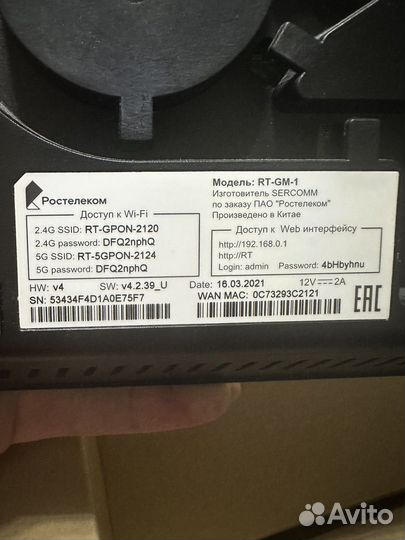 Ростелеком
Модель: RT-GM-1
Изготовитель SERCOMM
по заказу ПАО "Ростелеком"
Произведено в Китае
Доступ к Wi-Fi
2.4G SSID: RT-GPON-2120
2.4G password: DFQ2nphQ
5G SSID: RT-5GPON-2124
5G password: DFQ2nphQ
Доступ к Web интерфейсу
http://192.168.0.1
http://RT
Login: admin Password: 4bHbyhnu
HW: v4 SW: v4.2.39_U Date: 16.03.2021 12V 2A
SN: 53434F4D1A0E75F7 WAN MAC: 0C73293C2121
EAC
Avito